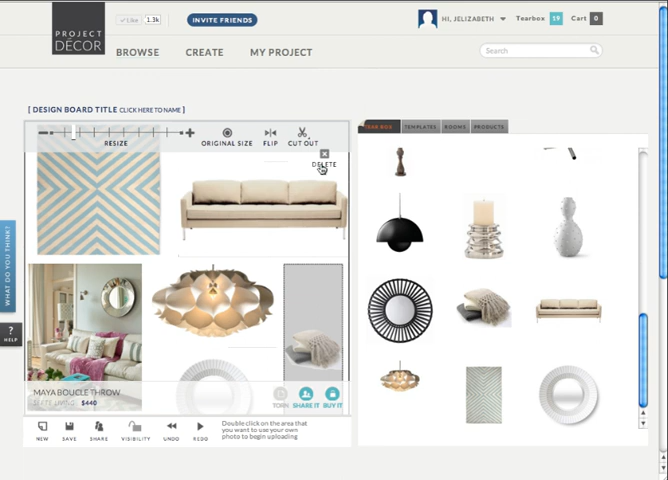 PROJECT
DÉCOR
Like
1.3k
INVITE FRIENDS
HI, JELIZABETH
Tearbox 19
Cart 0
BROWSE
CREATE
MY PROJECT
Search
[ DESIGN BOARD TITLE CLICK HERE TO NAME ]
RESIZE
ORIGINAL SIZE
FLIP
CUT OUT
DELETE
TEAR BOX
TEMPLATES
ROOMS
PRODUCTS
WHAT DO YOU THINK?
?
HELP
MAYA BOUCLE THROW
$440
TORN
SHARE IT
BUY IT
NEW
SAVE
SHARE
VISIBILITY
UNDO
REDO
Double click on the area that
you want to use your own
photo to begin uploading